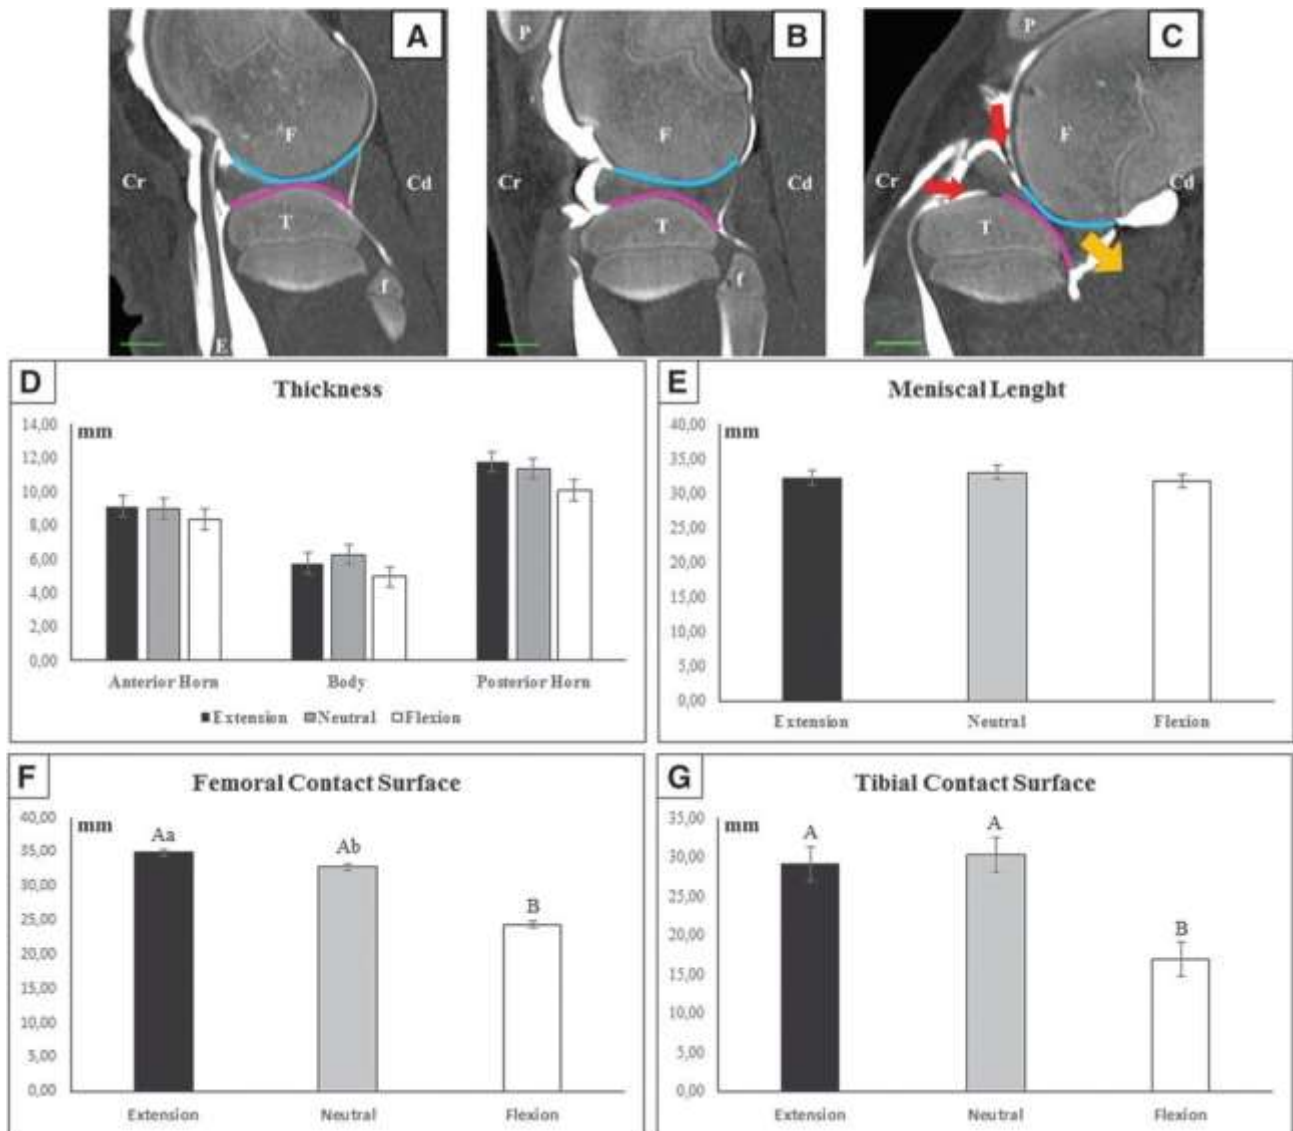 A
F
Cr
Cd
T
f
E
B
P
F
Cr
Cd
T
f
C
P
F
Cr
Cd
T
D
Thickness
mm
14,00
12,00
10,00
8,00
6,00
4,00
2,00
0,00
Anterior Horn Body Posterior Horn
Extension Neutral Flexion
E
Meniscal Lenght
mm
40,00
35,00
30,00
25,00
20,00
15,00
10,00
5,00
0,00
Extension Neutral Flexion
F
Femoral Contact Surface
mm
40,00
35,00
30,00
25,00
20,00
15,00
10,00
5,00
0,00
Aa
Ab
B
Extension Neutral Flexion
G
Tibial Contact Surface
mm
35,00
30,00
25,00
20,00
15,00
10,00
5,00
0,00
A
A
B
Extension Neutral Flexion